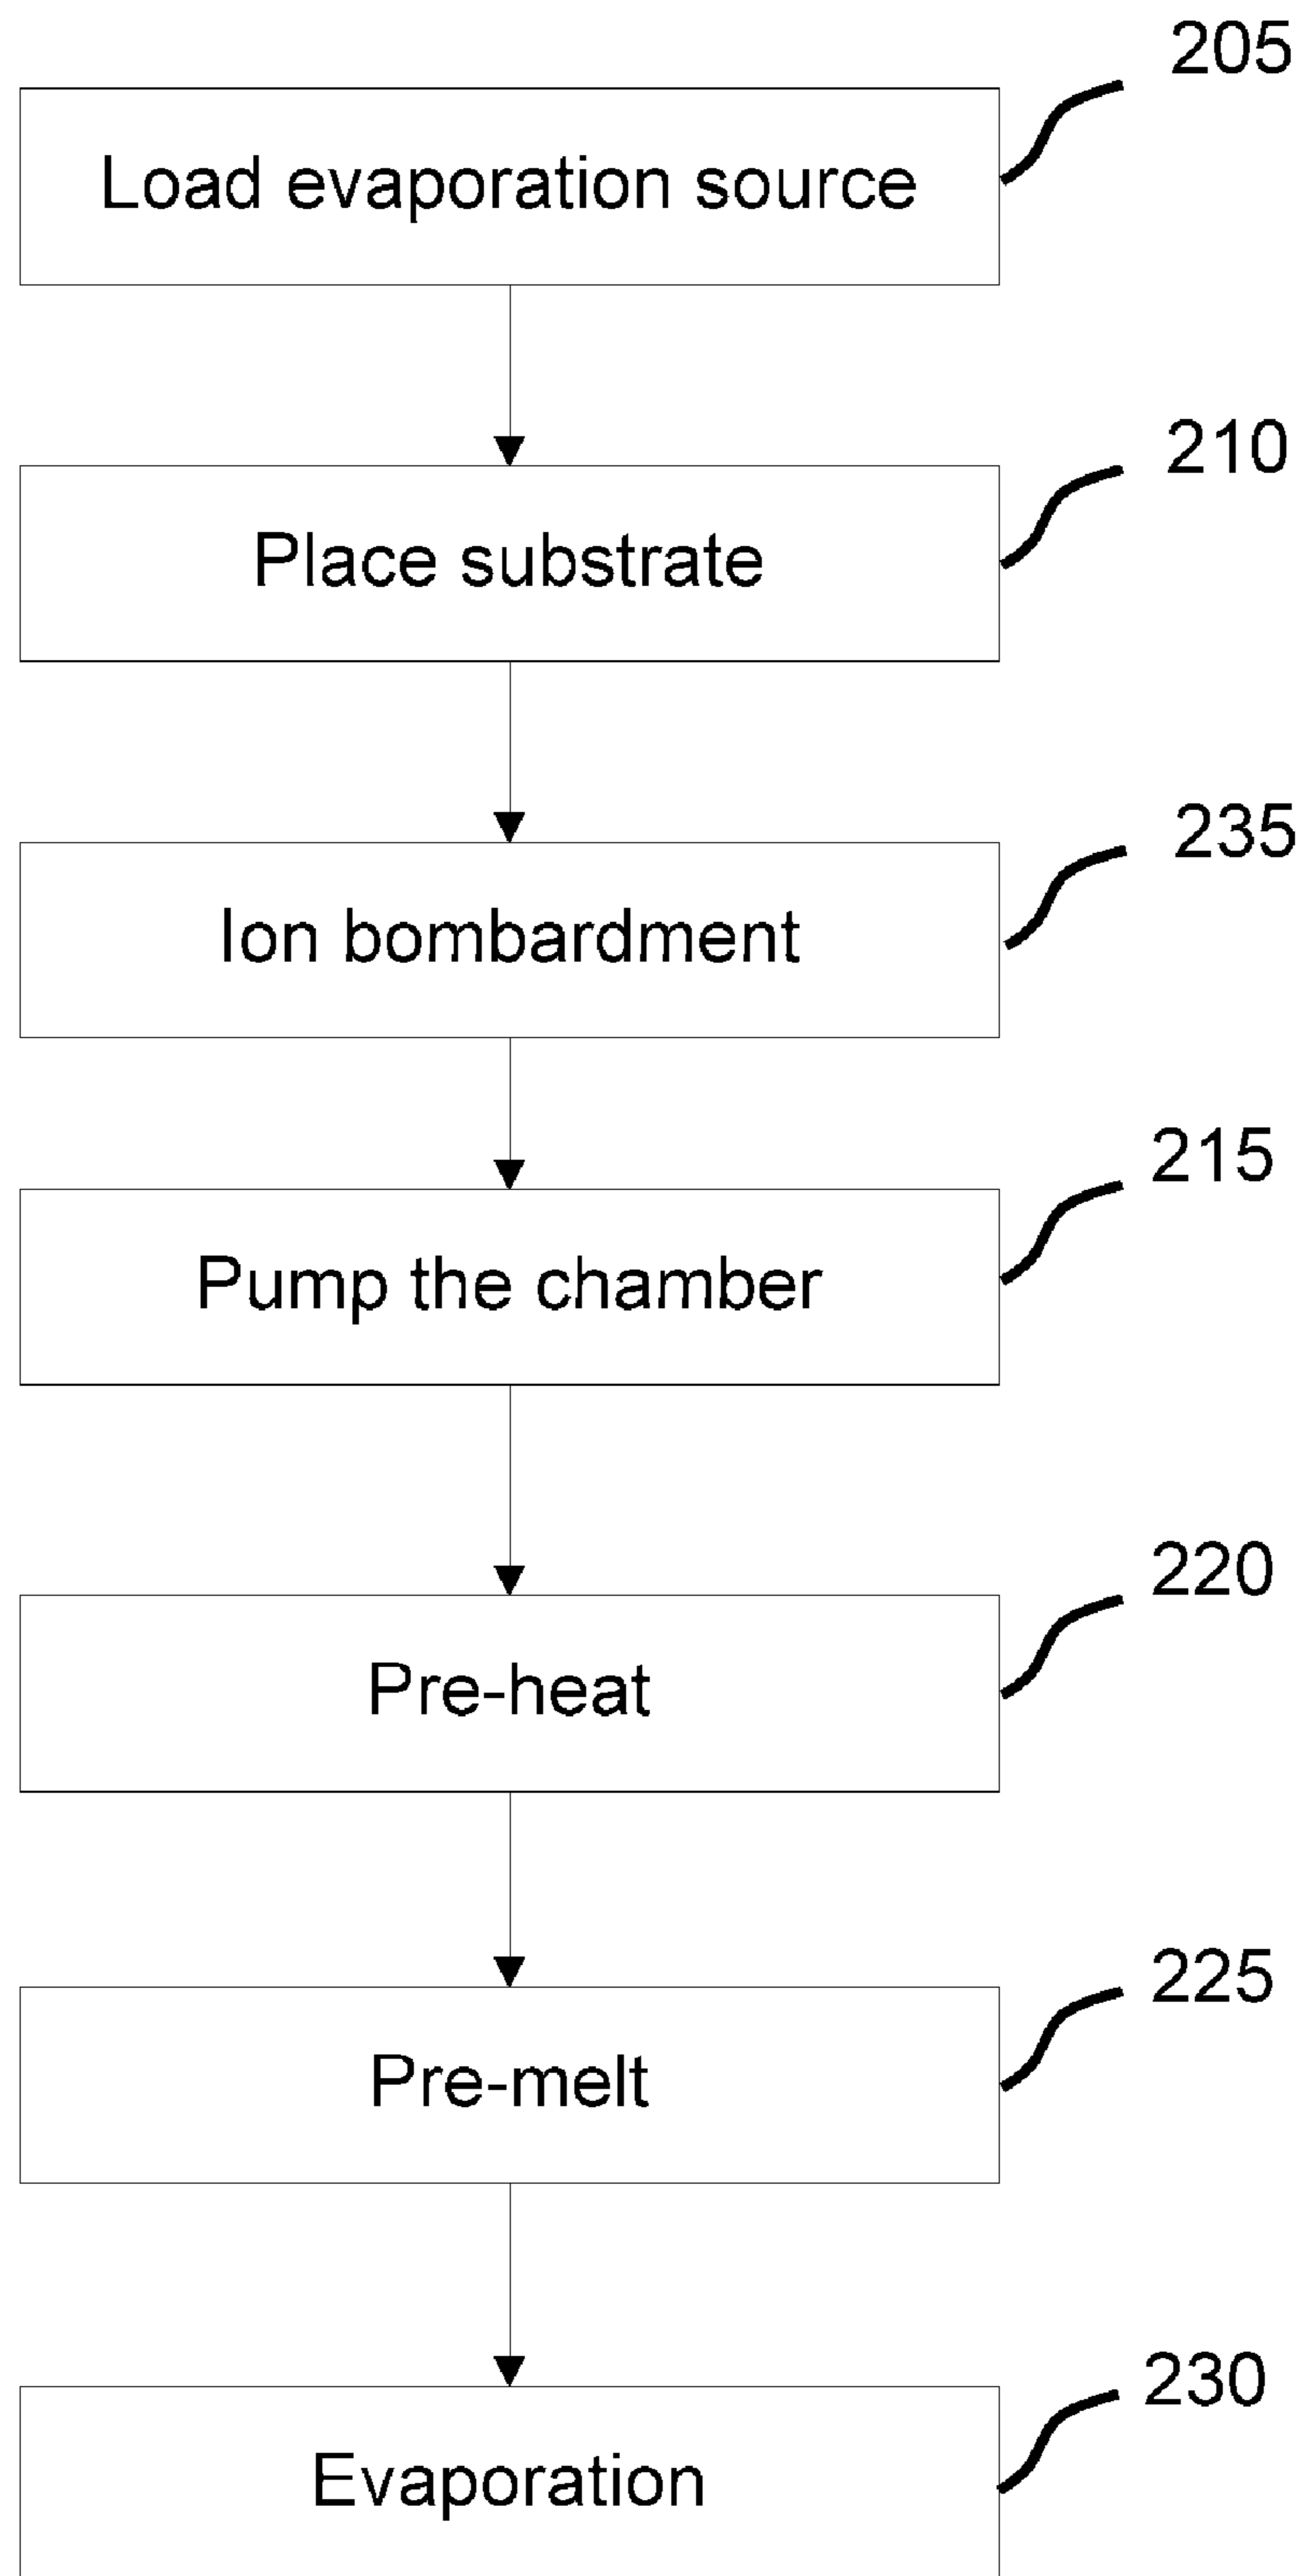 205
Load evaporation source
210
Place substrate
235
Ion bombardment
215
Pump the chamber
220
Pre-heat
225
Pre-melt
230
Evaporation